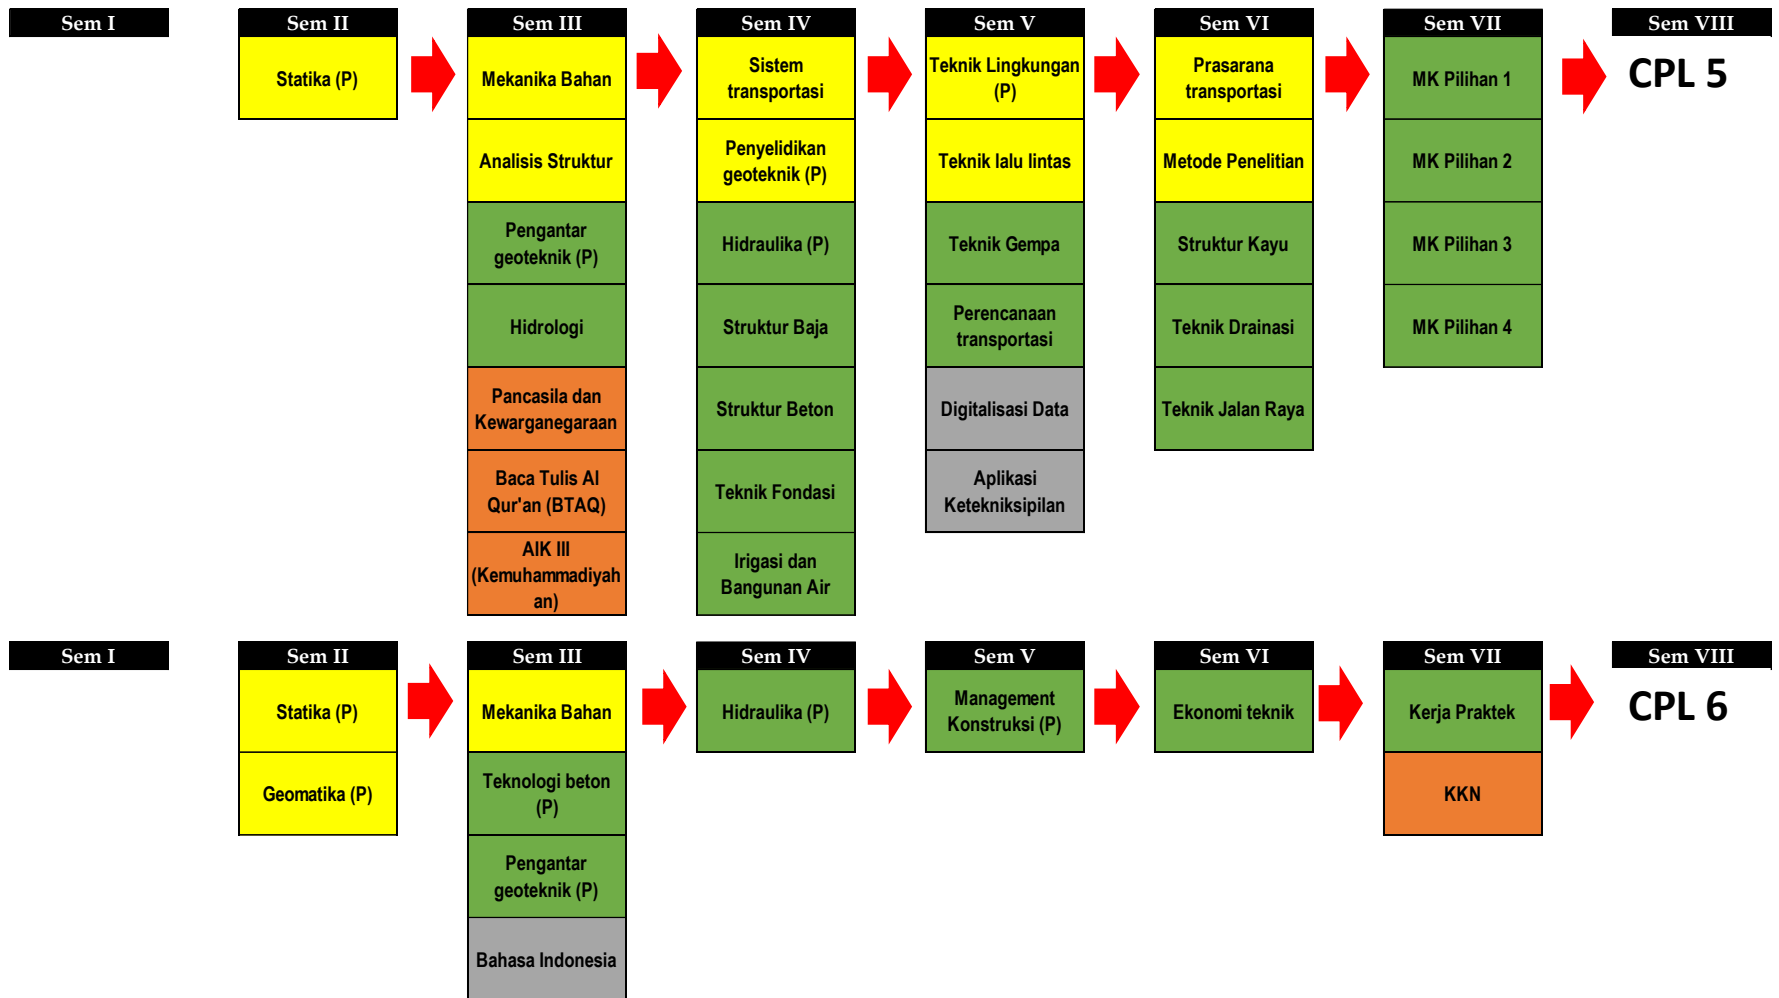 Sem I
Sem II
Sem III
Sem IV
Sem V
Sem VI
Sem VII
Sem VIII
Statika (P)
Mekanika Bahan
Analisis Struktur
Pengantar
geoteknik (P)
Hidrologi
Pancasila dan
Kewarganegaraan
Baca Tulis Al
Qur'an (BTAQ)
AIK III
(Kemuhammadiyah
an)
Sistem
transportasi
Penyelidikan
geoteknik (P)
Hidraulika (P)
Struktur Baja
Struktur Beton
Teknik Fondasi
Irigasi dan
Bangunan Air
Teknik Lingkungan
(P)
Teknik lalu lintas
Teknik Gempa
Perencanaan
transportasi
Digitalisasi Data
Aplikasi
Ketekniksipilan
Prasarana
transportasi
Metode Penelitian
Struktur Kayu
Teknik Drainasi
Teknik Jalan Raya
MK Pilihan 1
MK Pilihan 2
MK Pilihan 3
MK Pilihan 4
CPL 5
Sem I
Sem II
Sem III
Sem IV
Sem V
Sem VI
Sem VII
Sem VIII
Statika (P)
Geomatika (P)
Mekanika Bahan
Teknologi beton
(P)
Pengantar
geoteknik (P)
Bahasa Indonesia
Hidraulika (P)
Management
Konstruksi (P)
Ekonomi teknik
Kerja Praktek
KKN
CPL 6